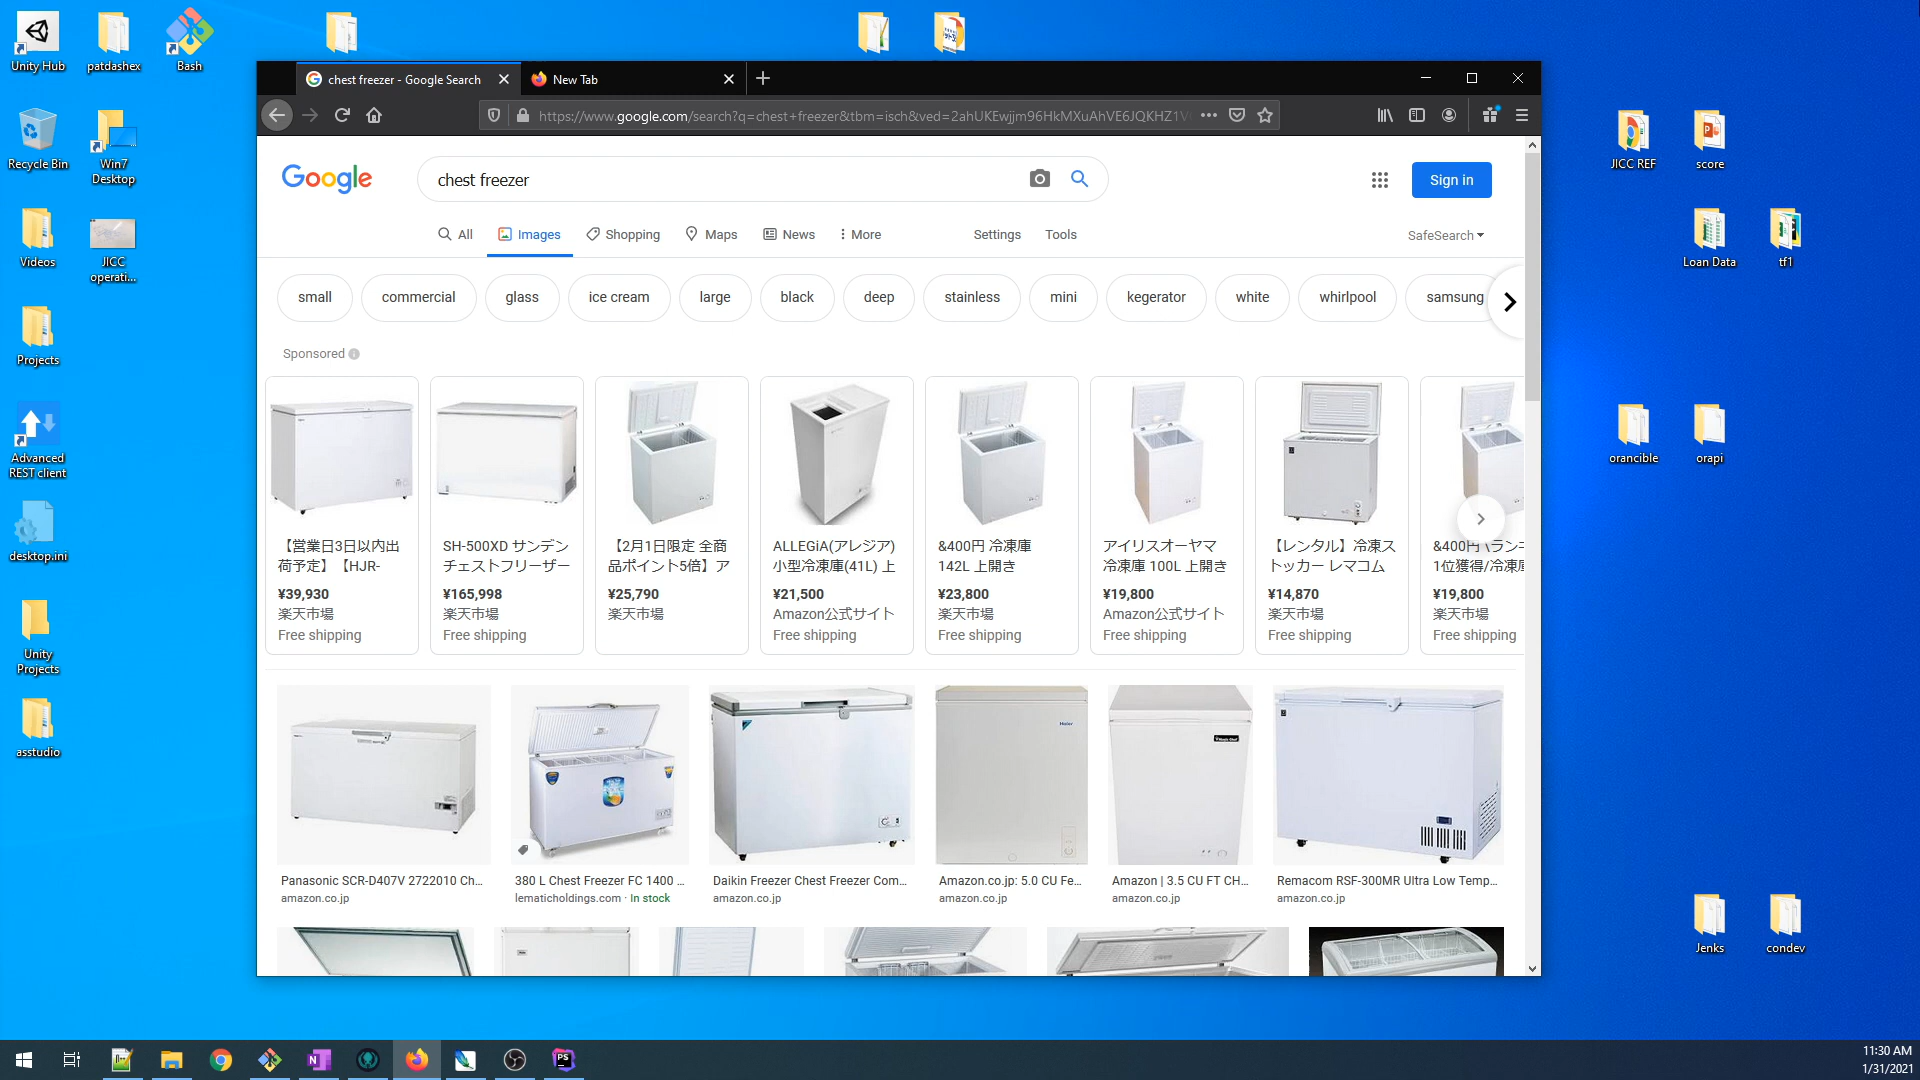 Unity Hub
patdashex
Bash
chest freezer - Google Search
New Tab
https://www.google.com/search?q=chest+freezer&tbm=isch&ved=2ahUKEwjjm96HkMXuAhVE6JQKHZ1V
Recycle Bin
Win7
Desktop
JICC REF
score
Google
chest freezer
Sign in
All
Images
Shopping
Maps
News
More
Settings
Tools
SafeSearch
Videos
JICC
operati...
Loan Data
tf1
small
commercial
glass
ice cream
large
black
deep
stainless
mini
kegerator
white
whirlpool
samsung
Projects
Sponsored
Advanced
REST client
orancible
orapi
【営業日3日以内出
荷予定】【HJR-
¥39,930
楽天市場
Free shipping
SH-500XD サンデン
チェストフリーザー
¥165,998
楽天市場
Free shipping
【2月1日限定 全商
品ポイント5倍】ア
¥25,790
楽天市場
ALLEGiA(アレジア)
小型冷凍庫(41L) 上
¥21,500
Amazon公式サイト
Free shipping
&400円 冷凍庫
142L 上開き
¥23,800
楽天市場
Free shipping
アイリスオーヤマ
冷凍庫 100L 上開き
¥19,800
Amazon公式サイト
Free shipping
【レンタル】冷凍ス
トッカー レマコム
¥14,870
楽天市場
Free shipping
&400円
1位獲得/冷凍庫
¥19,800
楽天市場
Free shipping
desktop.ini
Unity
Projects
asstudio
Haier
Panasonic SCR-D407V 2722010 Ch...
amazon.co.jp
380 L Chest Freezer FC 1400 ...
lematicholdings.com · In stock
Daikin Freezer Chest Freezer Com...
amazon.co.jp
Amazon.co.jp: 5.0 CU Fe...
amazon.co.jp
Amazon | 3.5 CU FT CH...
amazon.co.jp
Remacom RSF-300MR Ultra Low Temp...
amazon.co.jp
Jenks
condev
11:30 AM
1/31/2021